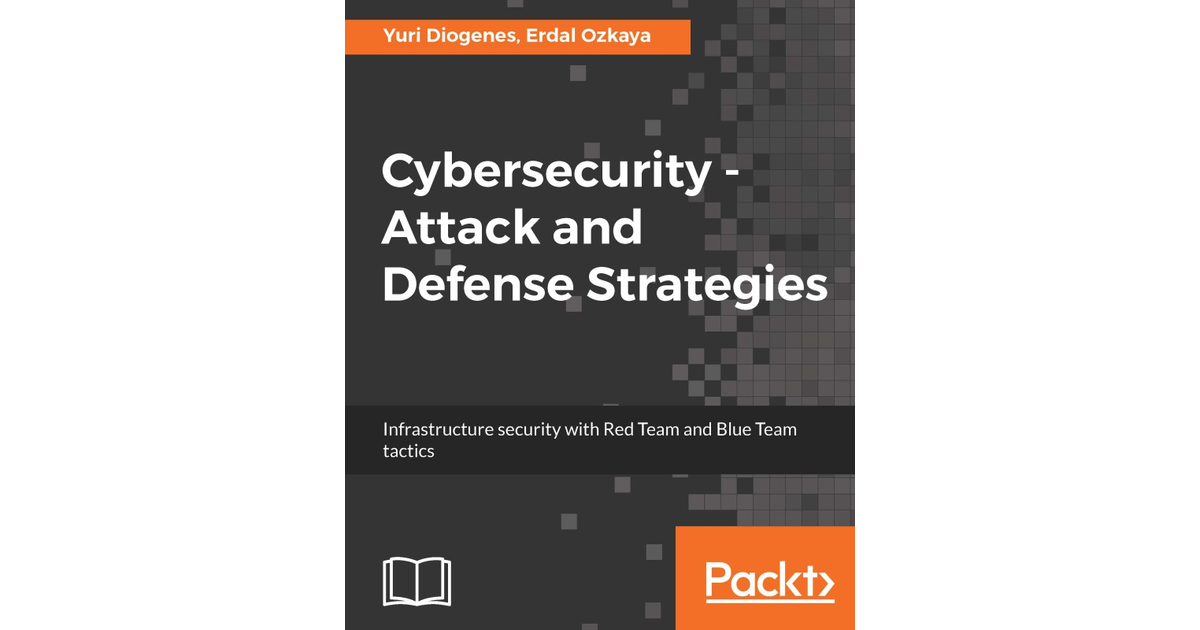 Yuri Diogenes, Erdal Ozkaya
Cybersecurity -
Attack and
Defense Strategies
Infrastructure security with Red Team and Blue Team
tactics
Packt